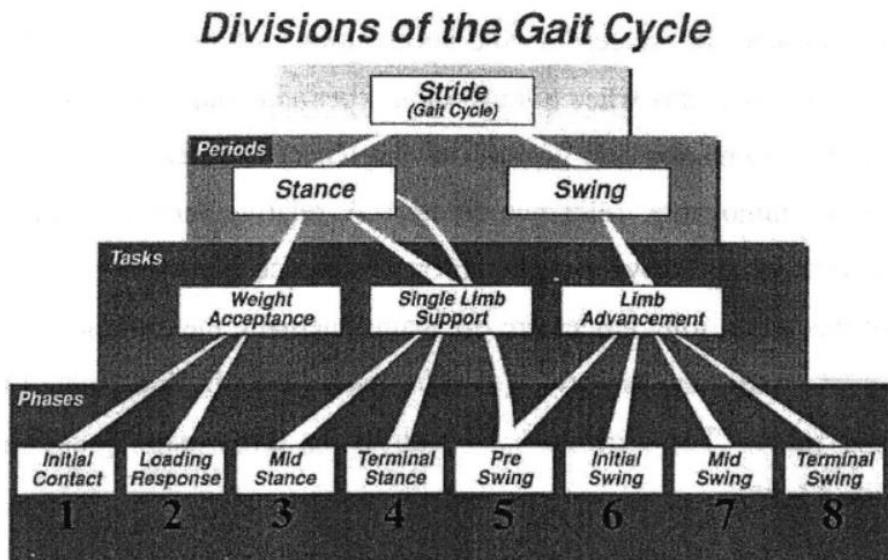 Divisions of the Gait Cycle
Stride
(Gait Cycle)
Periods
Stance
Swing
Tasks
Weight
Acceptance
Single Limb
Support
Limb
Advancement
Phases
Initial
Contact
Loading
Response
Mid
Stance
Terminal
Stance
Pre
Swing
Initial
Swing
Mid
Swing
Terminal
Swing
1 2 3 4 5 6 7 8